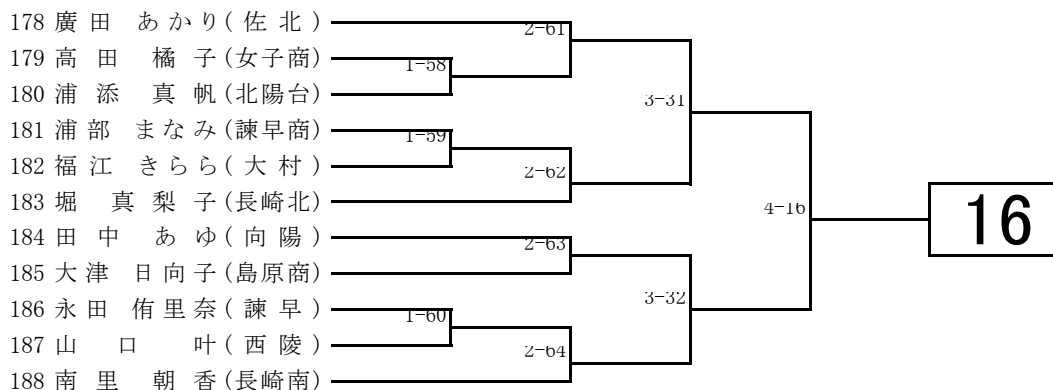 178 廣田 あかり(佐北)
2-61
179 高田 橘子(女子商)
1-58
180 浦添 真帆(北陽台)
3-31
181 浦部 まなみ(諫早商)
1-59
182 福江 きらら(大村)
2-62
183 堀 真梨子(長崎北)
4-16
16
184 田中 あゆ(向陽)
2-63
185 大津 日向子(島原商)
3-32
186 永田 侑里奈(諫早)
1-60
187 山口 叶(西陵)
2-64
188 南里 朝香(長崎南)